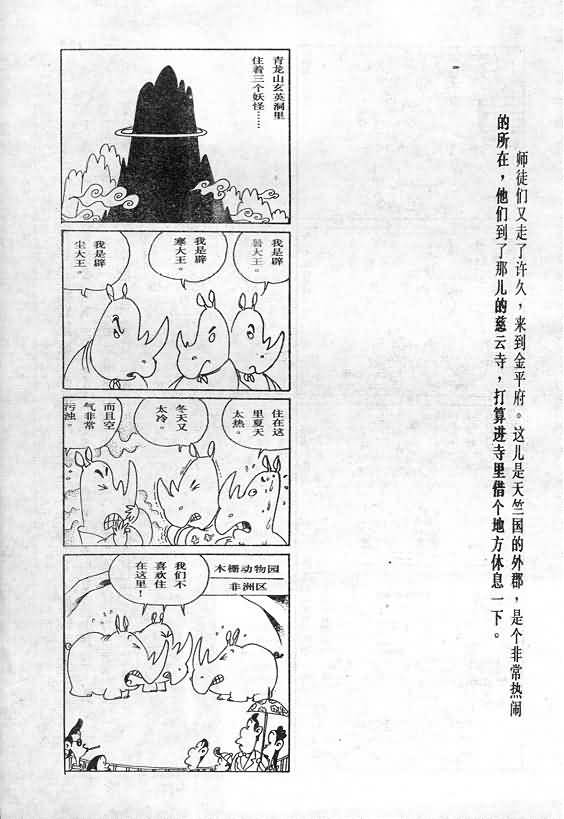 师徒们又走了许久，来到金平府。这儿是天竺国的外郡，是个非常热闹
的所在，他们到了那儿的慈云寺，打算进寺里借个地方休息一下。
青龙山玄英洞里
住着三个妖怪……
我是辟
暑大王。
我是辟
寒大王。
我是辟
尘大王。
住在这
里夏天
太热。
冬天又
太冷。
而且空
气非常
污浊。
木栅动物园
非洲区
我们不
喜欢住
在这里！